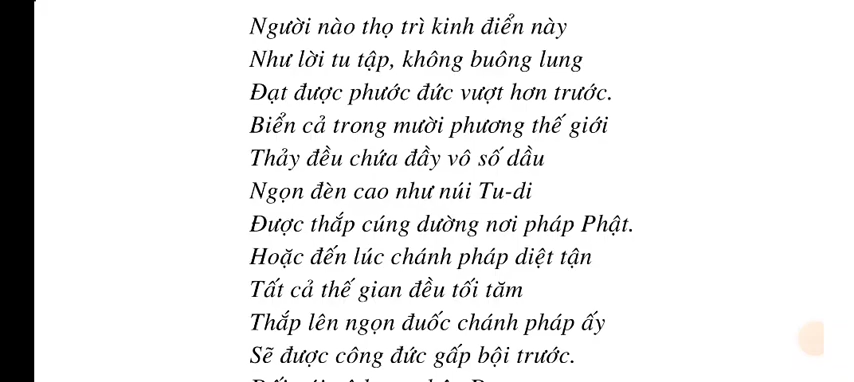 Người nào thọ trì kinh điển này
Như lời tu tập, không buông lung
Đạt được phước đức vượt hơn trước.
Biển cả trong mười phương thế giới
Thảy đều chứa đầy vô số dầu
Ngọn đèn cao như núi Tu-di
Được thắp cúng dường nơi pháp Phật.
Hoặc đến lúc chánh pháp diệt tận
Tất cả thế gian đều tối tăm
Thắp lên ngọn đuốc chánh pháp ấy
Sẽ được công đức gấp bội trước.